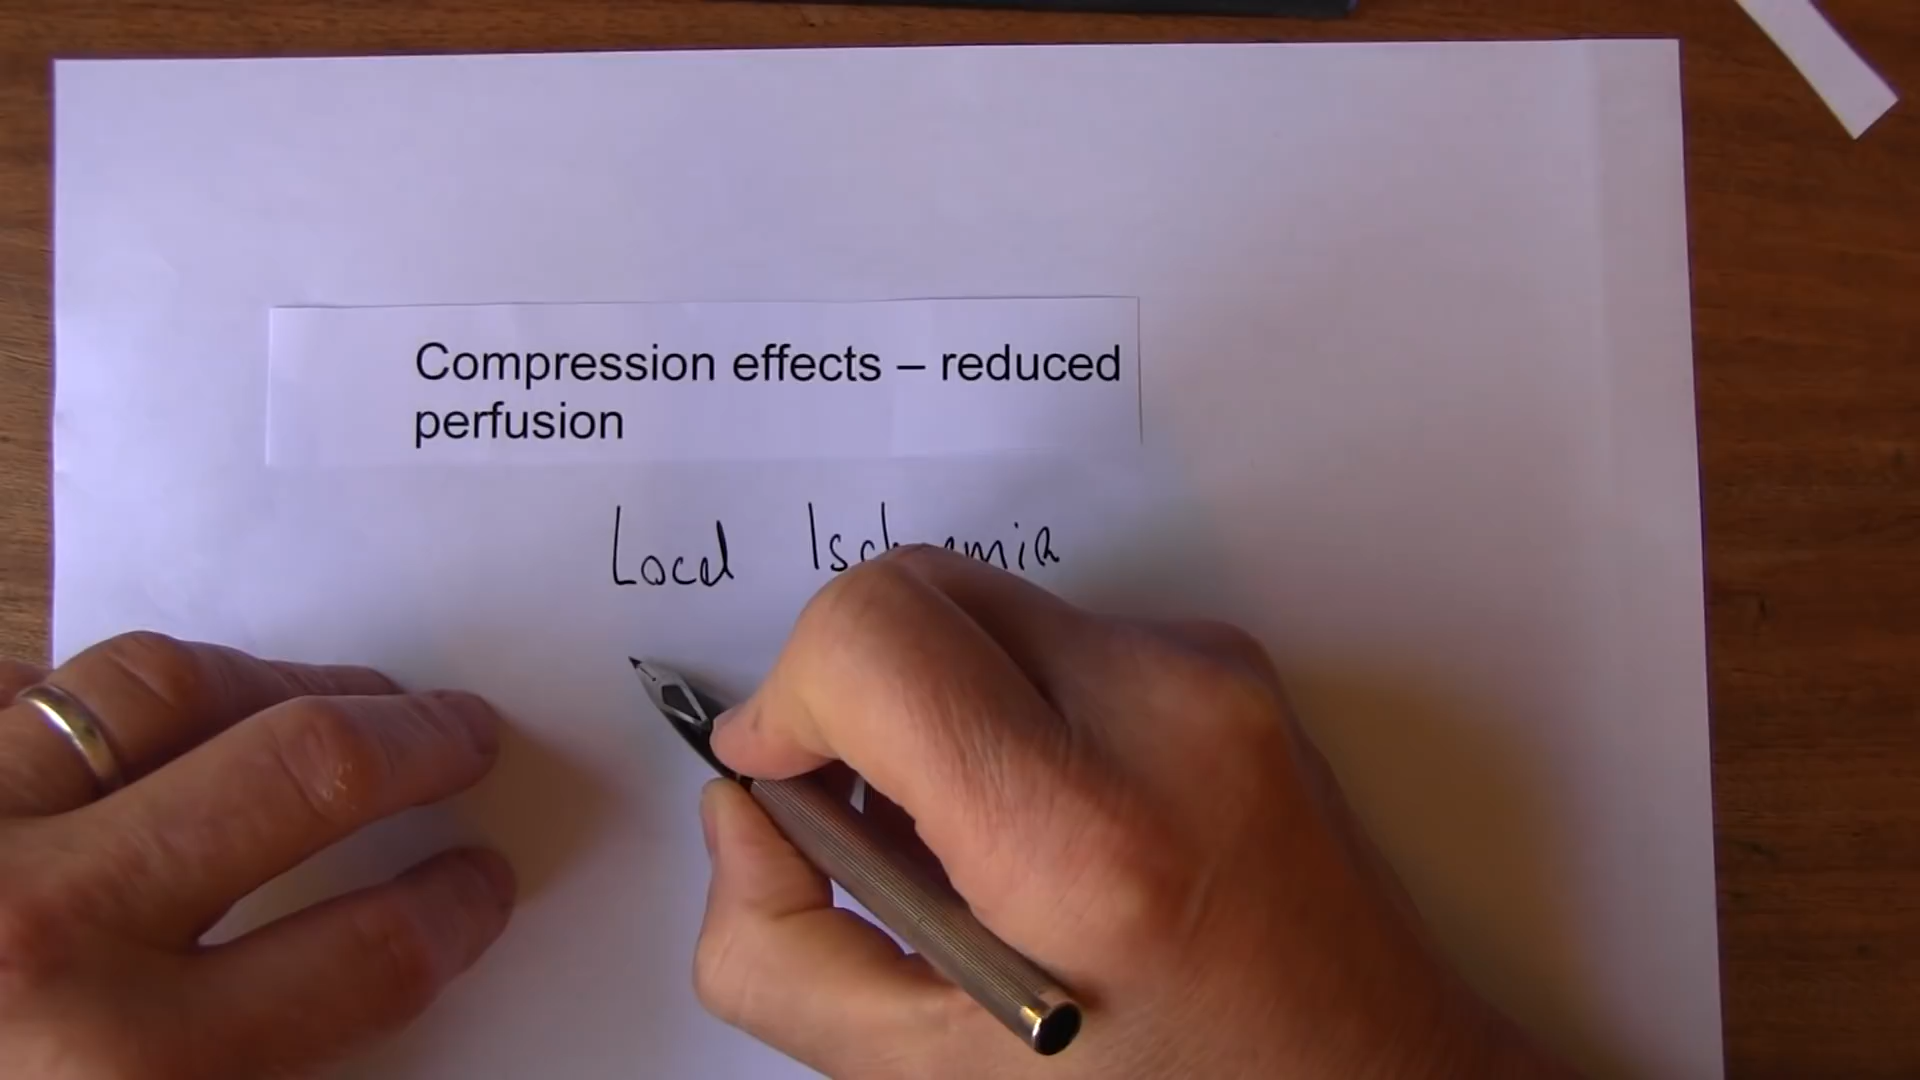 Compression effects – reduced
perfusion
Local